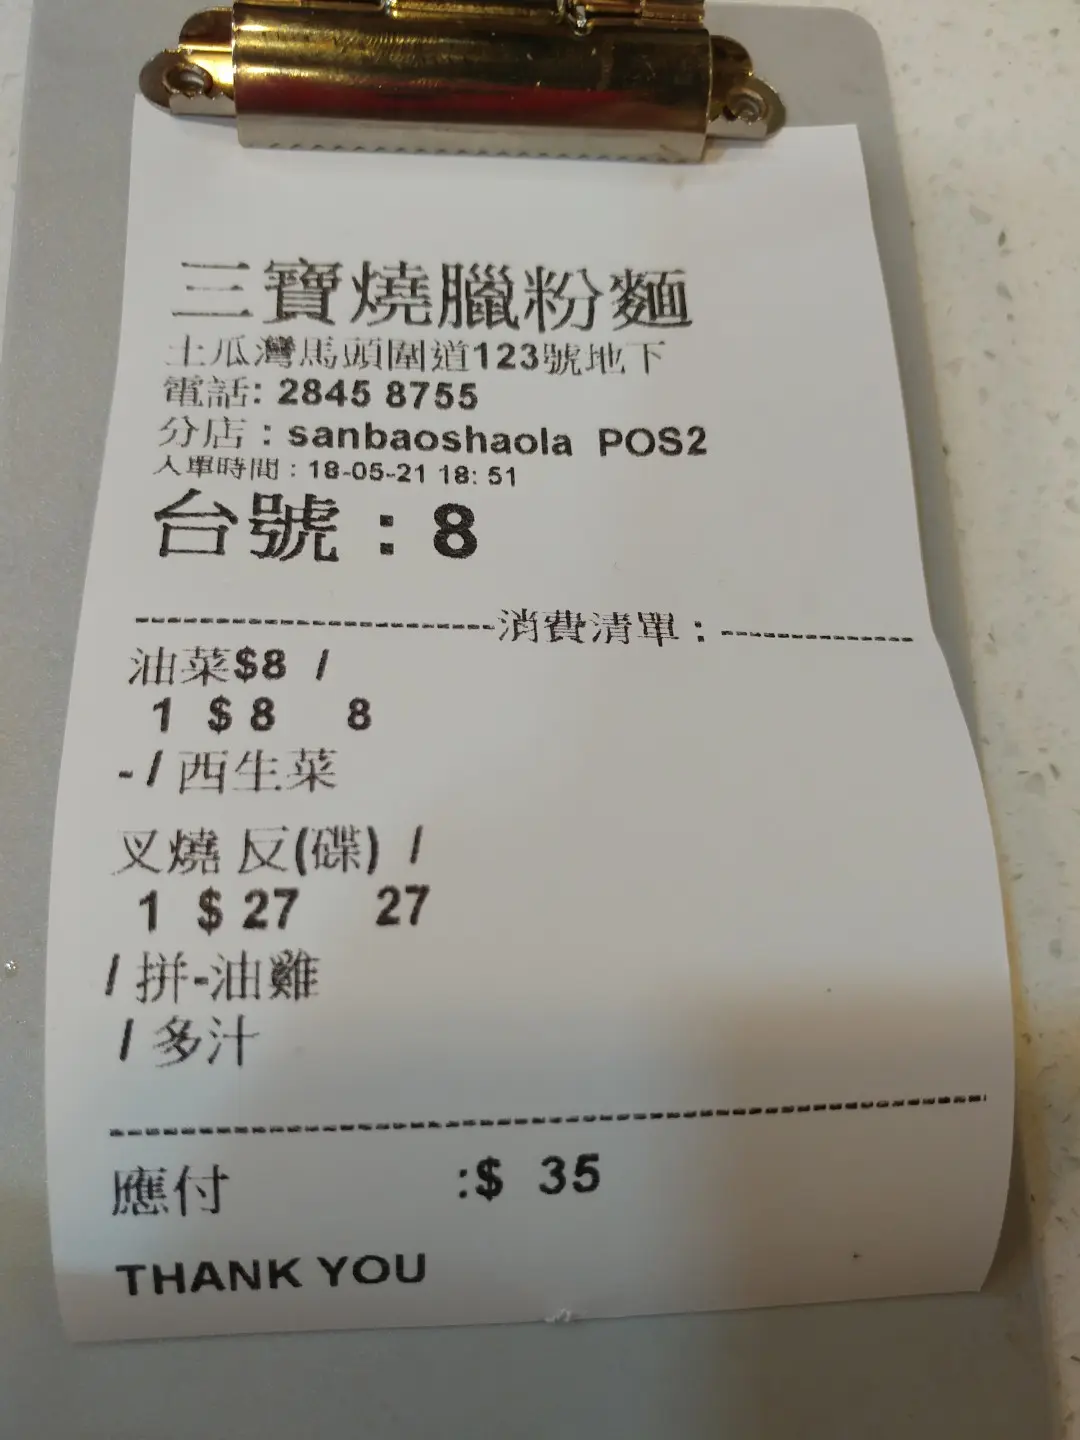 三寶燒臘粉麵
土瓜灣馬頭圍道123號地下
電話: 2845 8755
分店 : sanbaoshaola POS2
入單時間 : 18-05-21 18: 51
台號 : 8
----------------------消費清單 : ------------
油菜$8 /
1 $ 8 8
- / 西生菜
叉燒 反(碟) /
1 $ 27 27
/ 拼-油雞
/ 多汁
應付 :$ 35
THANK YOU